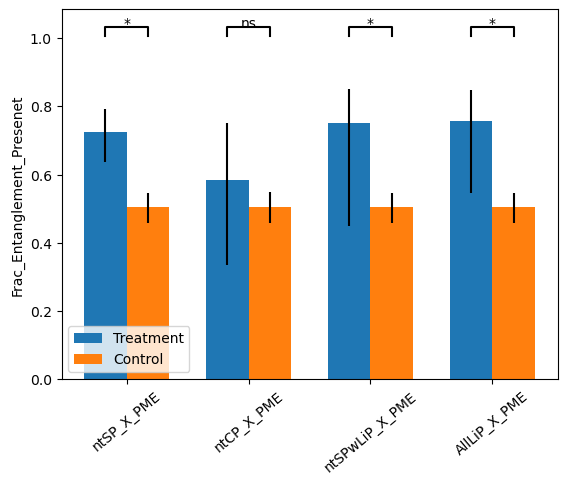 * ns * *
1.0
0.8
0.6
0.4
0.2
0.0
Frac_Entanglement_Presenet
Treatment
Control
ntSP_X_PME
ntCP_X_PME
ntSPwLiP_X_PME
AllLiP_X_PME